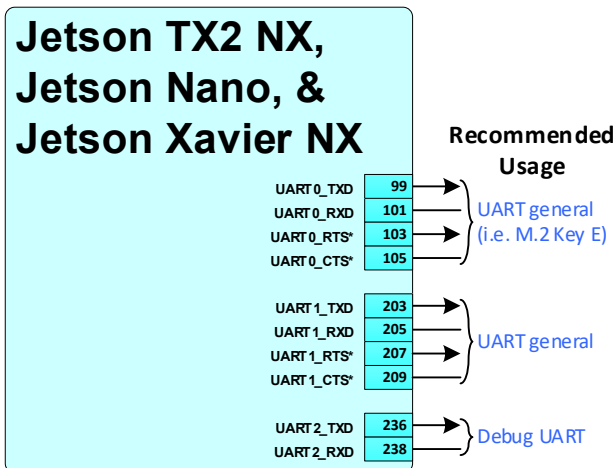 Jetson TX2 NX,
Jetson Nano, &
Jetson Xavier NX
Recommended
Usage
UART0_TXD 99
UART0_RXD 101
UART0_RTS* 103
UART0_CTS* 105
UART general
(i.e. M.2 Key E)
UART1_TXD 203
UART1_RXD 205
UART1_RTS* 207
UART1_CTS* 209
UART general
UART2_TXD 236
UART2_RXD 238
Debug UART